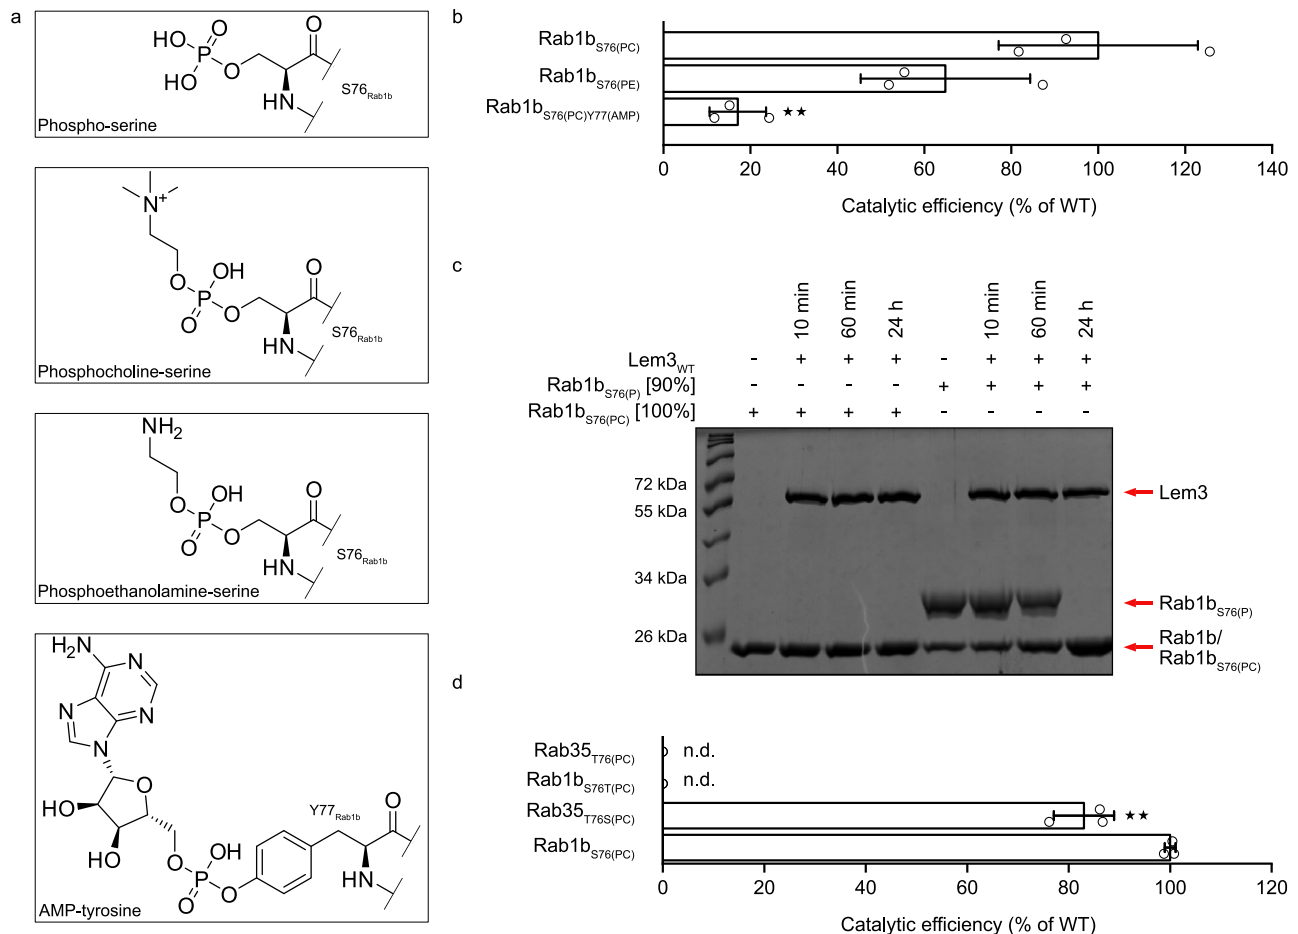 a
HO
O
P
HO
O
O
HN
S76Rab1b
Phospho-serine
N+
O
OH
P
O
O
O
HN
S76Rab1b
Phosphocholine-serine
NH2
O
OH
P
O
O
O
HN
S76Rab1b
Phosphoethanolamine-serine
H2N
N
N
N
N
O
HO
HO
O
OH
P
O
O
Y77Rab1b
O
HN
AMP-tyrosine
b
Rab1bS76(PC)
Rab1bS76(PE)
Rab1bS76(PC)Y77(AMP)
★★
0 20 40 60 80 100 120 140
Catalytic efficiency (% of WT)
c
10 min 60 min 24 h 10 min 60 min 24 h
Lem3WT - + + + - + + +
Rab1bS76(P) [90%] - - - - + + + +
Rab1bS76(PC) [100%] + + + + - - - -
72 kDa
55 kDa
34 kDa
26 kDa
Lem3
Rab1bS76(P)
Rab1b/
Rab1bS76(PC)
d
Rab35T76(PC) n.d.
Rab1bS76T(PC) n.d.
Rab35T76S(PC) ★★
Rab1bS76(PC)
0 20 40 60 80 100 120
Catalytic efficiency (% of WT)